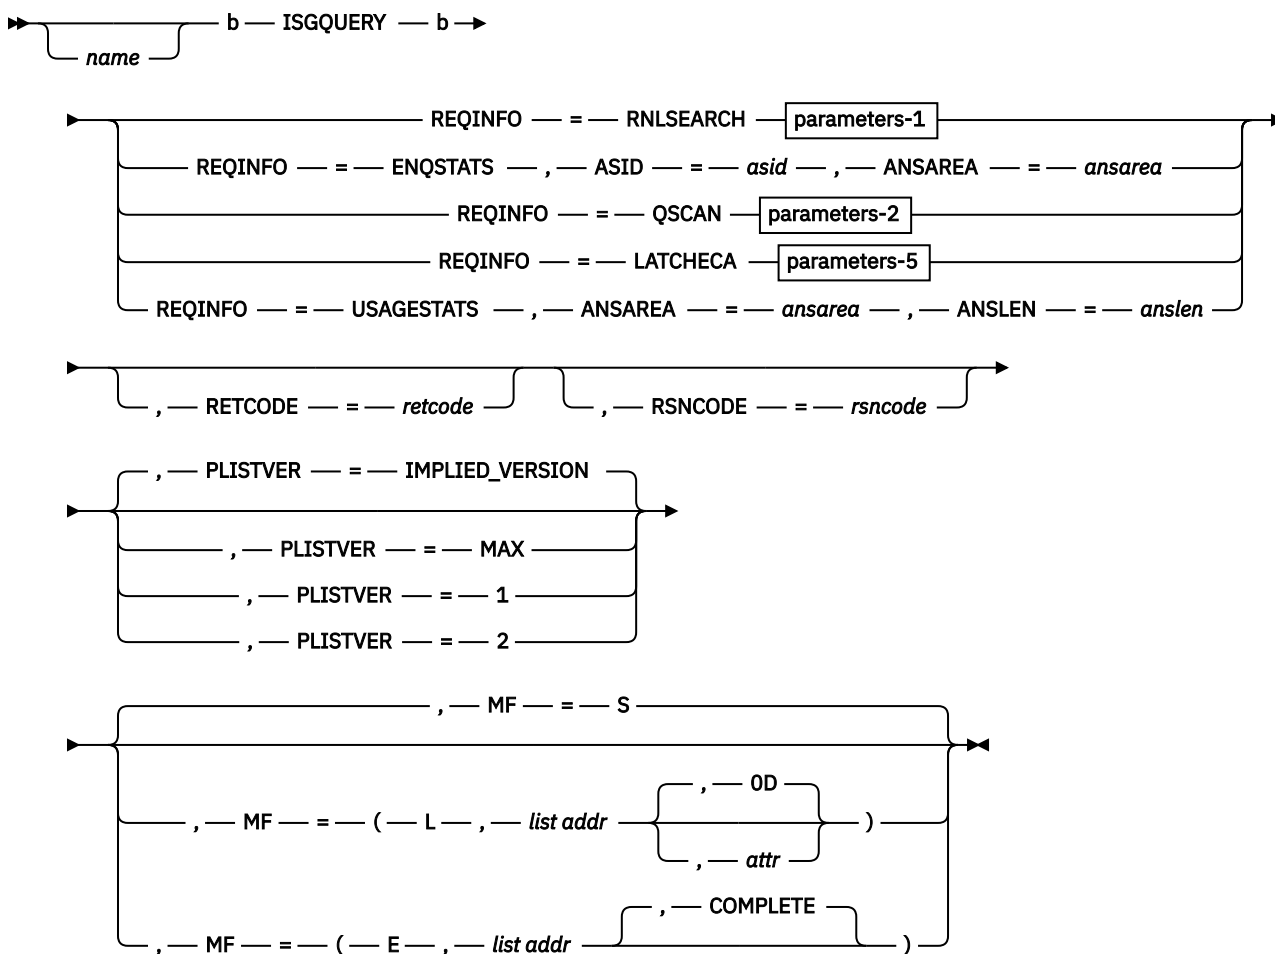 b ISGQUERY b
name
REQINFO = RNLSEARCH parameters-1
REQINFO = ENQSTATS , ASID = asid , ANSAREA = ansarea
REQINFO = QSCAN parameters-2
REQINFO = LATCHECA parameters-5
REQINFO = USAGESTATS , ANSAREA = ansarea , ANSLEN = anslen
, RETCODE = retcode , RSNCODE = rsncode
, PLISTVER = IMPLIED_VERSION
, PLISTVER = MAX
, PLISTVER = 1
, PLISTVER = 2
, MF = S
, 0D
, MF = ( L , list addr )
, attr
, COMPLETE
, MF = ( E , list addr )